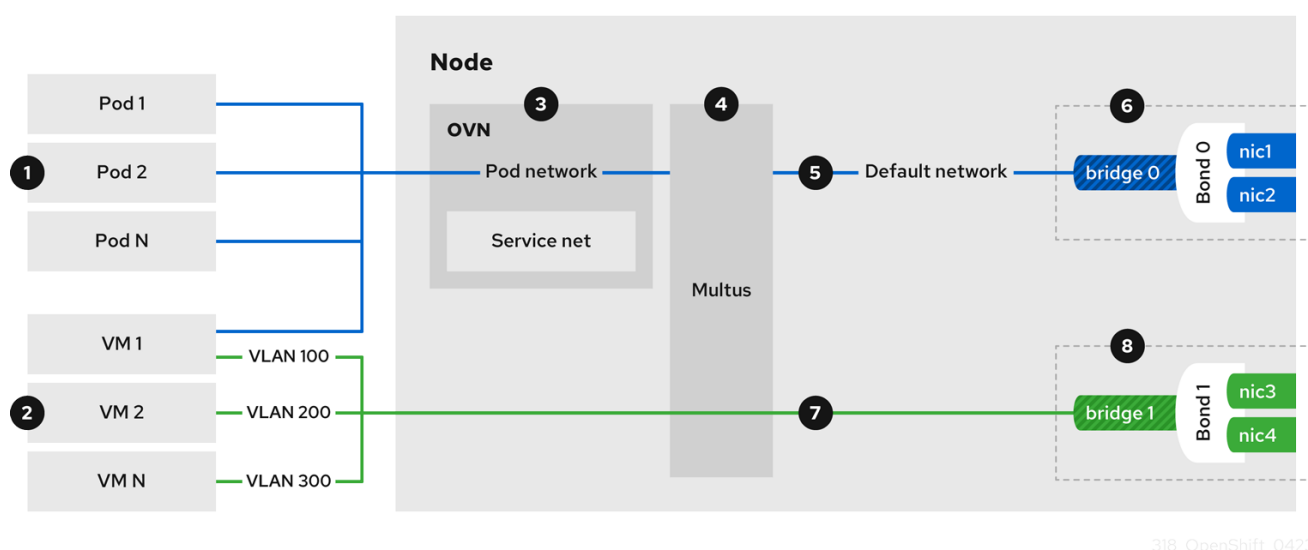 Node
Pod 1
3
4
6
OVN
nic1
1
Pod 2
Pod network
5
Default network
bridge 0
Bond 0
nic2
Pod N
Service net
Multus
VM 1
VLAN 100
8
nic3
2
VM 2
VLAN 200
7
bridge 1
Bond 1
nic4
VM N
VLAN 300
318_OpenShift_042